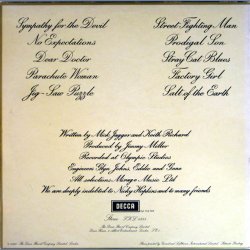 Sympathy for the Devil
No Expectations
Dear Doctor
Parachute Woman
Jig-Saw Puzzle
Street Fighting Man
Prodigal Son
Stray Cat Blues
Factory Girl
Salt of the Earth
Written by Mick Jagger and Keith Richard
Produced by Jimmy Miller
Recorded at Olympic Studios
Engineers Glyn Johns, Eddie and Gene
All selections, Mirage Music Ltd
We are deeply indebted to Nicky Hopkins and to many friends
DECCA
Stereo